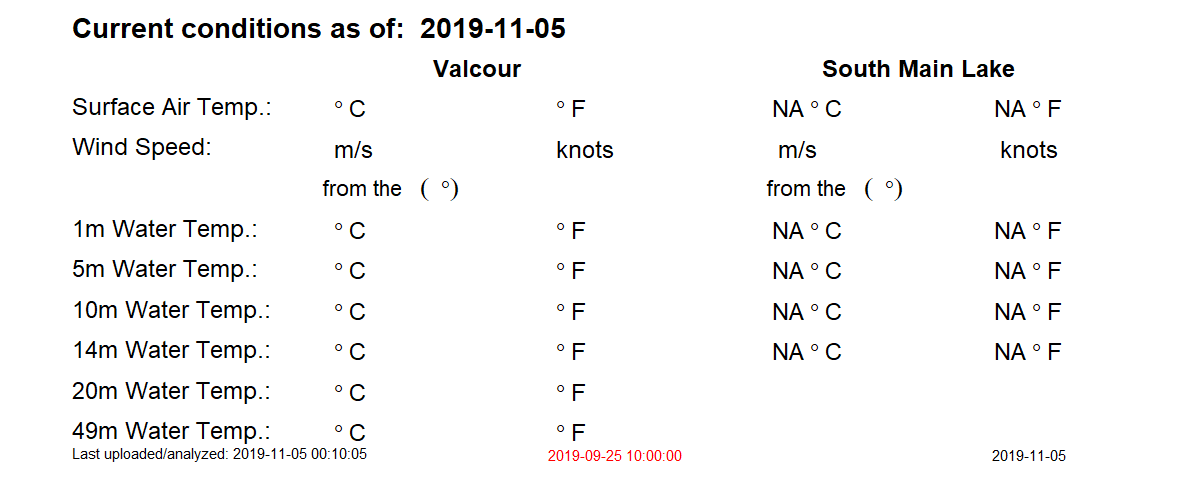 Current conditions as of: 2019-11-05
Valcour South Main Lake
Surface Air Temp.: ° C ° F NA ° C NA ° F
Wind Speed: m/s knots m/s knots
from the ( °) from the ( °)
1m Water Temp.: ° C ° F NA ° C NA ° F
5m Water Temp.: ° C ° F NA ° C NA ° F
10m Water Temp.: ° C ° F NA ° C NA ° F
14m Water Temp.: ° C ° F NA ° C NA ° F
20m Water Temp.: ° C ° F
49m Water Temp.: ° C ° F
Last uploaded/analyzed: 2019-11-05 00:10:05 2019-09-25 10:00:00 2019-11-05